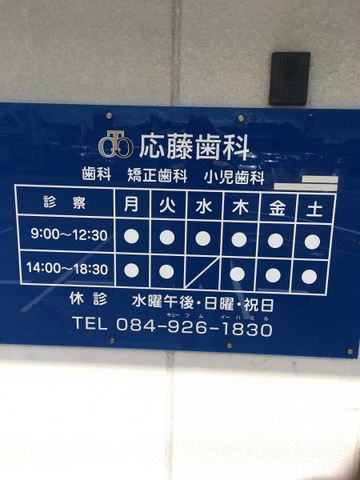 応藤歯科
歯科 矯正歯科 小児歯科
診察 月 火 水 木 金 土
9:00〜12:30 ● ● ● ● ● ●
14:00〜18:30 ● ● ／ ● ● ●
休診 水曜午後・日曜・祝日
キューフム イーハミル
TEL 084-926-1830